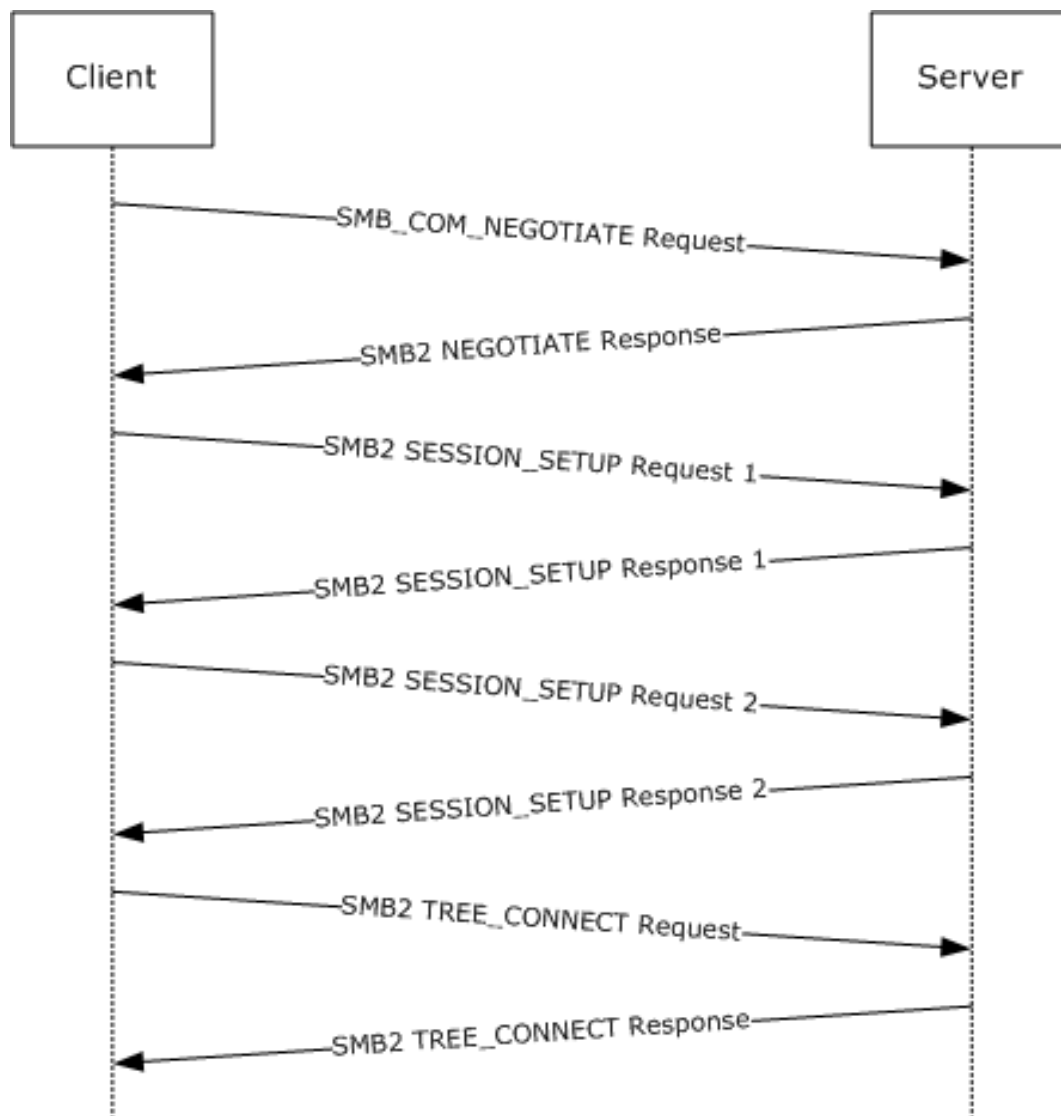 Client
Server
SMB_COM_NEGOTIATE Request
SMB2 NEGOTIATE Response
SMB2 SESSION_SETUP Request 1
SMB2 SESSION_SETUP Response 1
SMB2 SESSION_SETUP Request 2
SMB2 SESSION_SETUP Response 2
SMB2 TREE_CONNECT Request
SMB2 TREE_CONNECT Response